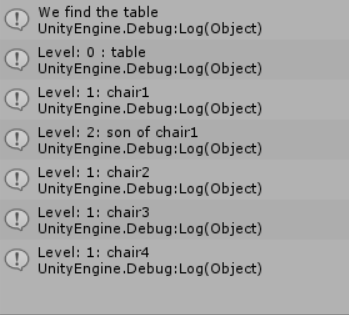 We find the table
UnityEngine.Debug:Log(Object)
Level: 0 : table
UnityEngine.Debug:Log(Object)
Level: 1: chair1
UnityEngine.Debug:Log(Object)
Level: 2: son of chair1
UnityEngine.Debug:Log(Object)
Level: 1: chair2
UnityEngine.Debug:Log(Object)
Level: 1: chair3
UnityEngine.Debug:Log(Object)
Level: 1: chair4
UnityEngine.Debug:Log(Object)